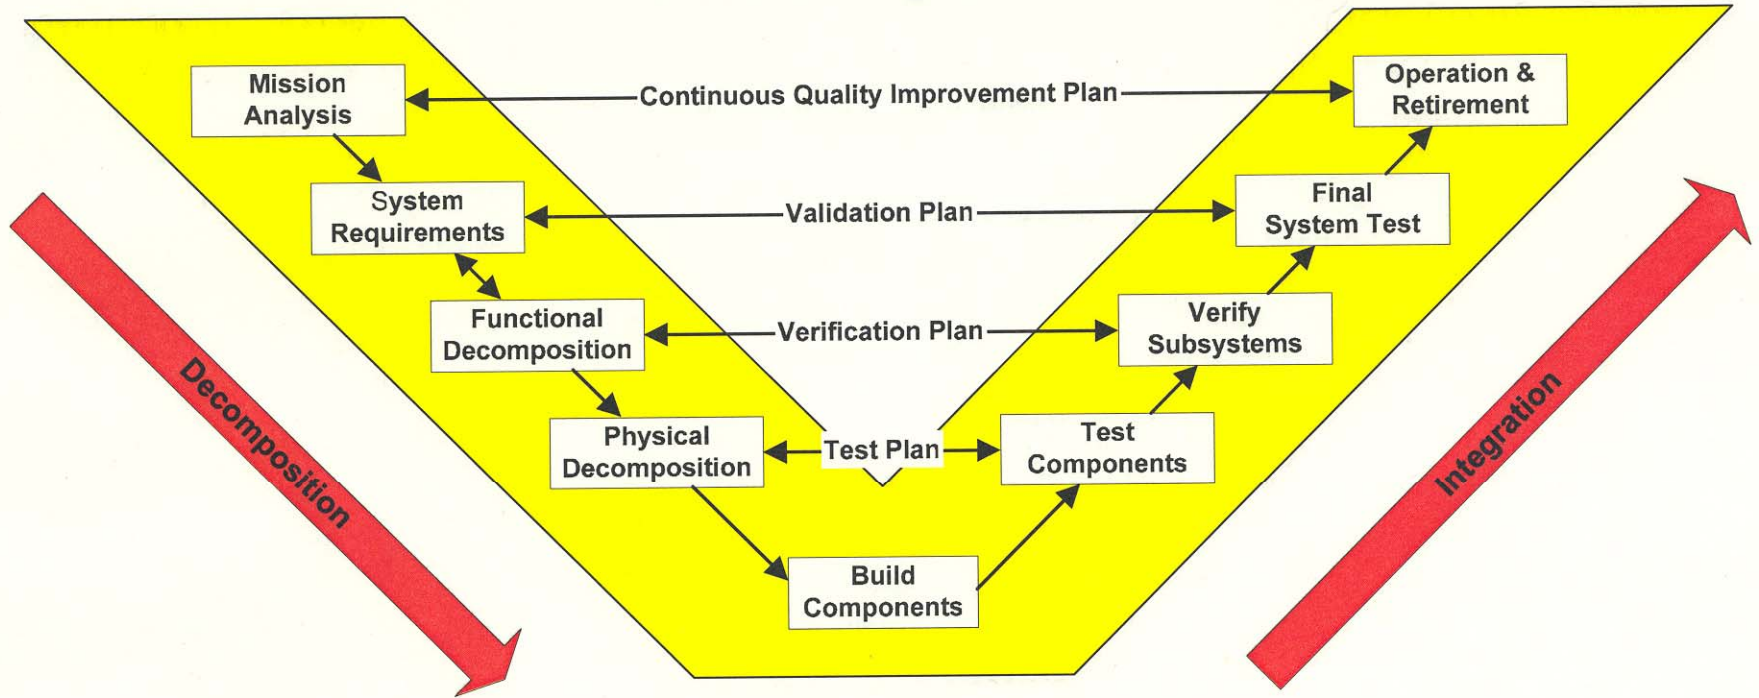 Mission
Analysis
Continuous Quality Improvement Plan
Operation &
Retirement
System
Requirements
Validation Plan
Final
System Test
Functional
Decomposition
Verification Plan
Verify
Subsystems
Physical
Decomposition
Test Plan
Test
Components
Build
Components
Decomposition
Integration